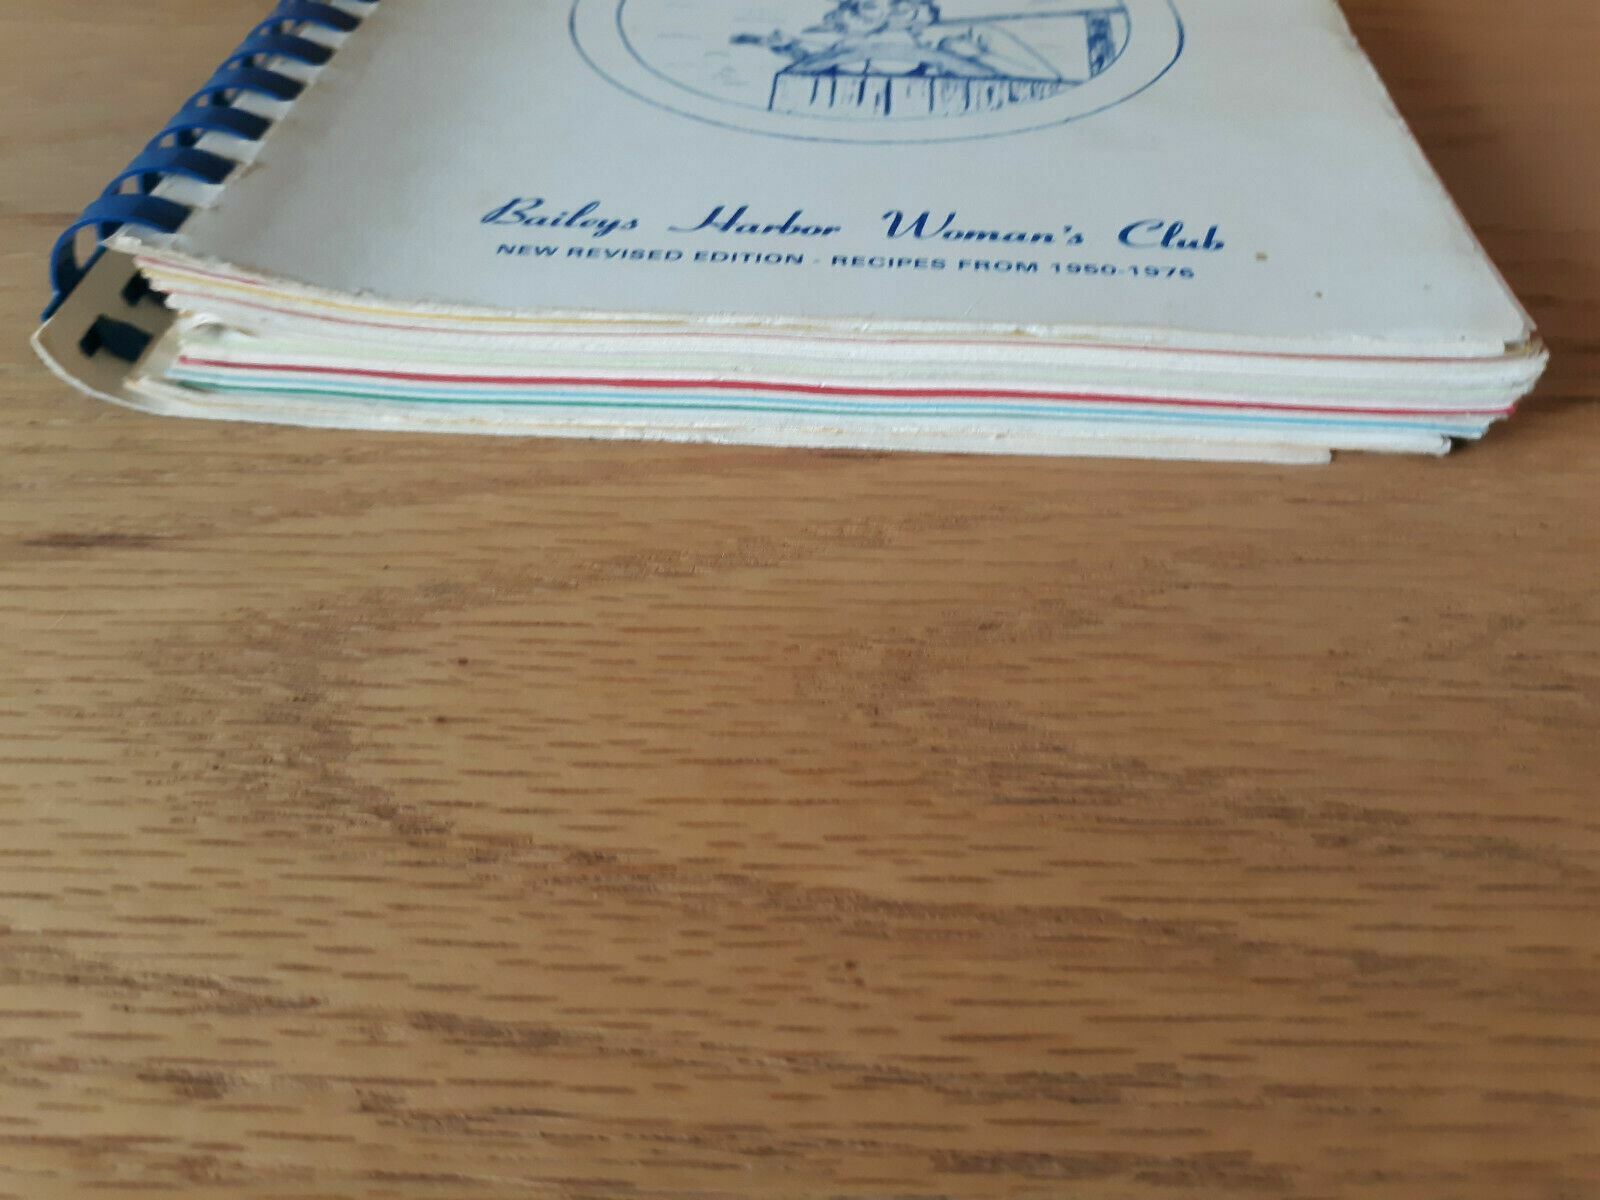 Baileys Harbor Woman's Club
NEW REVISED EDITION - RECIPES FROM 1950-1976